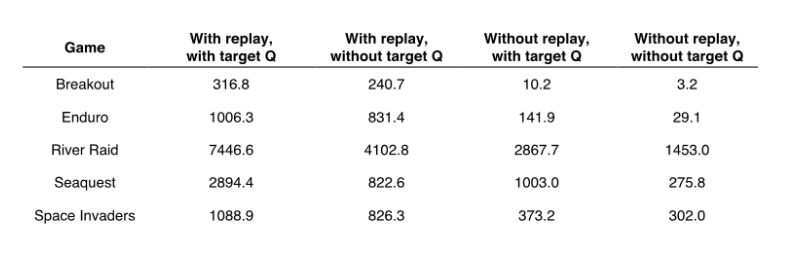 Game With replay, with target Q With replay, without target Q Without replay, with target Q Without replay, without target Q
Breakout 316.8 240.7 10.2 3.2
Enduro 1006.3 831.4 141.9 29.1
River Raid 7446.6 4102.8 2867.7 1453.0
Seaquest 2894.4 822.6 1003.0 275.8
Space Invaders 1088.9 826.3 373.2 302.0